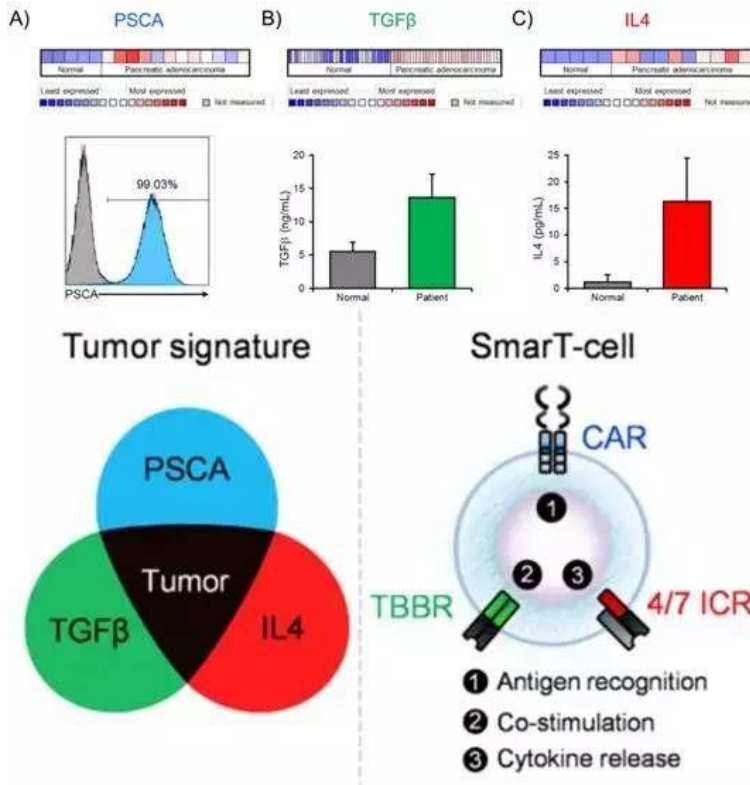 A) PSCA
B) TGFβ
C) IL4
Normal Pancreatic adenocarcinoma
Least expressed Most expressed
Not measured
Normal Pancreatic adenocarcinoma
Least expressed Most expressed
Not measured
Normal Pancreatic adenocarcinoma
Least expressed Most expressed
Not measured
99.03%
PSCA
TGFβ (ng/mL)
20
15
10
5
0
Normal Patient
IL4 (pg/mL)
25
20
15
10
5
0
Normal Patient
Tumor signature
PSCA
Tumor
TGFβ
IL4
SmarT-cell
CAR
1
2 3
TBBR
4/7 ICR
1 Antigen recognition
2 Co-stimulation
3 Cytokine release